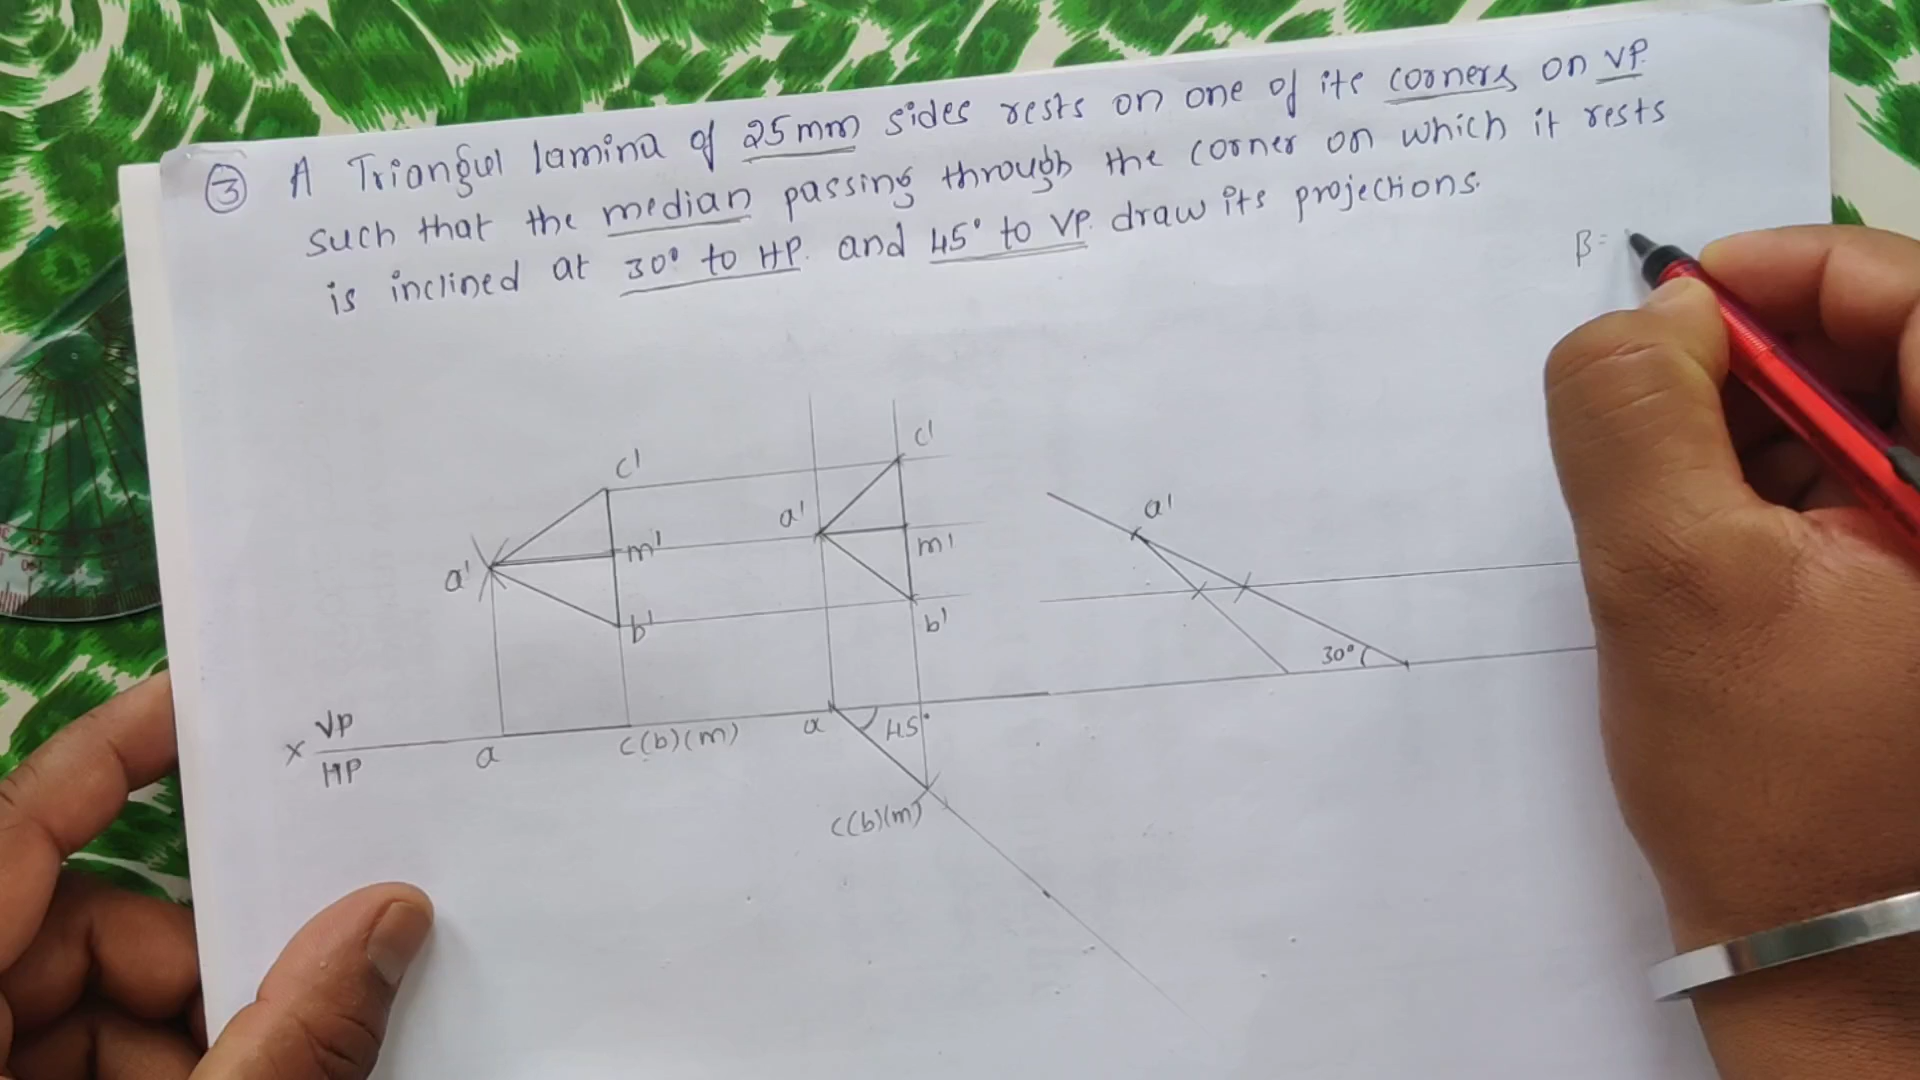 ③ A Triangul lamina of 25mm sides rests on one of its corners on VP.
such that the median passing through the corner on which it rests
is inclined at 30° to HP. and 45° to VP. draw its projections.
β=
c' c'
a' m' a' m' a'
b' b'
30°
X VP
HP
a c(b)(m) a 45°
c(b)(m)